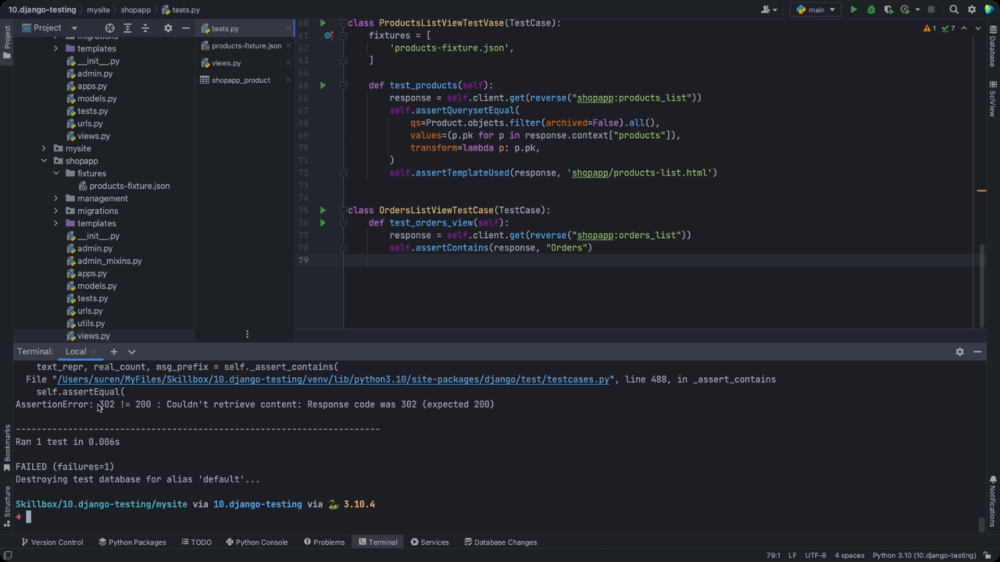 10.django-testing
mysite
shopapp
tests.py
main
Project
Project
migrations
templates
__init__.py
admin.py
apps.py
models.py
tests.py
urls.py
views.py
mysite
shopapp
fixtures
products-fixture.json
management
migrations
templates
__init__.py
admin.py
admin_mixins.py
apps.py
models.py
tests.py
urls.py
utils.py
views.py
tests.py
products-fixture.json
views.py
shopapp_product
1 7
60 class ProductsListViewTestVase(TestCase):
61 fixtures = [
62 'products-fixture.json',
63 ]
64
65 def test_products(self):
66 response = self.client.get(reverse("shopapp:products_list"))
67 self.assertQuerysetEqual(
68 qs=Product.objects.filter(archived=False).all(),
69 values=(p.pk for p in response.context["products"]),
70 transform=lambda p: p.pk,
71 )
72 self.assertTemplateUsed(response, 'shopapp/products-list.html')
73
74
75 class OrdersListViewTestCase(TestCase):
76 def test_orders_view(self):
77 response = self.client.get(reverse("shopapp:orders_list"))
78 self.assertContains(response, "Orders")
79
Database
SciView
Notifications
Bookmarks
Structure
Terminal: Local
text_repr, real_count, msg_prefix = self._assert_contains(
File "/Users/suren/MyFiles/Skillbox/10.django-testing/venv/lib/python3.10/site-packages/django/test/testcases.py", line 488, in _assert_contains
self.assertEqual(
AssertionError: 302 != 200 : Couldn't retrieve content: Response code was 302 (expected 200)
----------------------------------------------------------------------
Ran 1 test in 0.006s
FAILED (failures=1)
Destroying test database for alias 'default'...
Skillbox/10.django-testing/mysite via 10.django-testing via 🐍 3.10.4
Version Control Python Packages TODO Python Console Problems Terminal Services Database Changes
79:1 LF UTF-8 4 spaces Python 3.10 (10.django-testing)